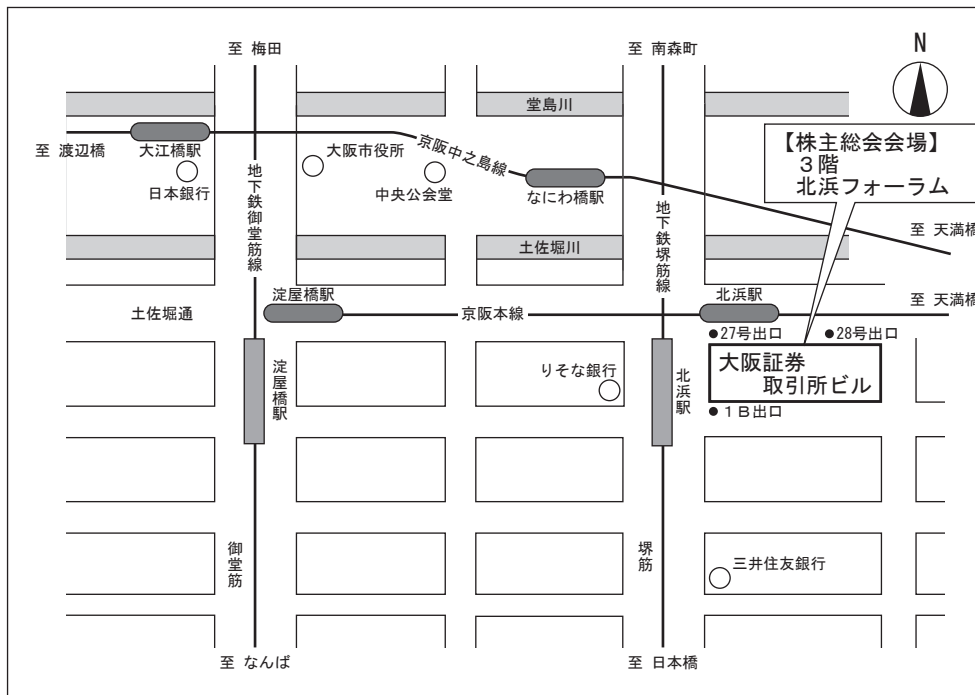 至 梅田
至 南森町
N
堂島川
【株主総会会場】
3階
北浜フォーラム
至 渡辺橋
大江橋駅
日本銀行
地下鉄御堂筋線
大阪市役所
中央公会堂
京阪中之島線
なにわ橋駅
地下鉄堺筋線
至 天満橋
土佐堀川
土佐堀通
淀屋橋駅
京阪本線
北浜駅
至 天満橋
●27号出口
●28号出口
淀屋橋駅
りそな銀行
北浜駅
大阪証券
取引所ビル
●1B出口
御堂筋
堺筋
三井住友銀行
至 なんば
至 日本橋